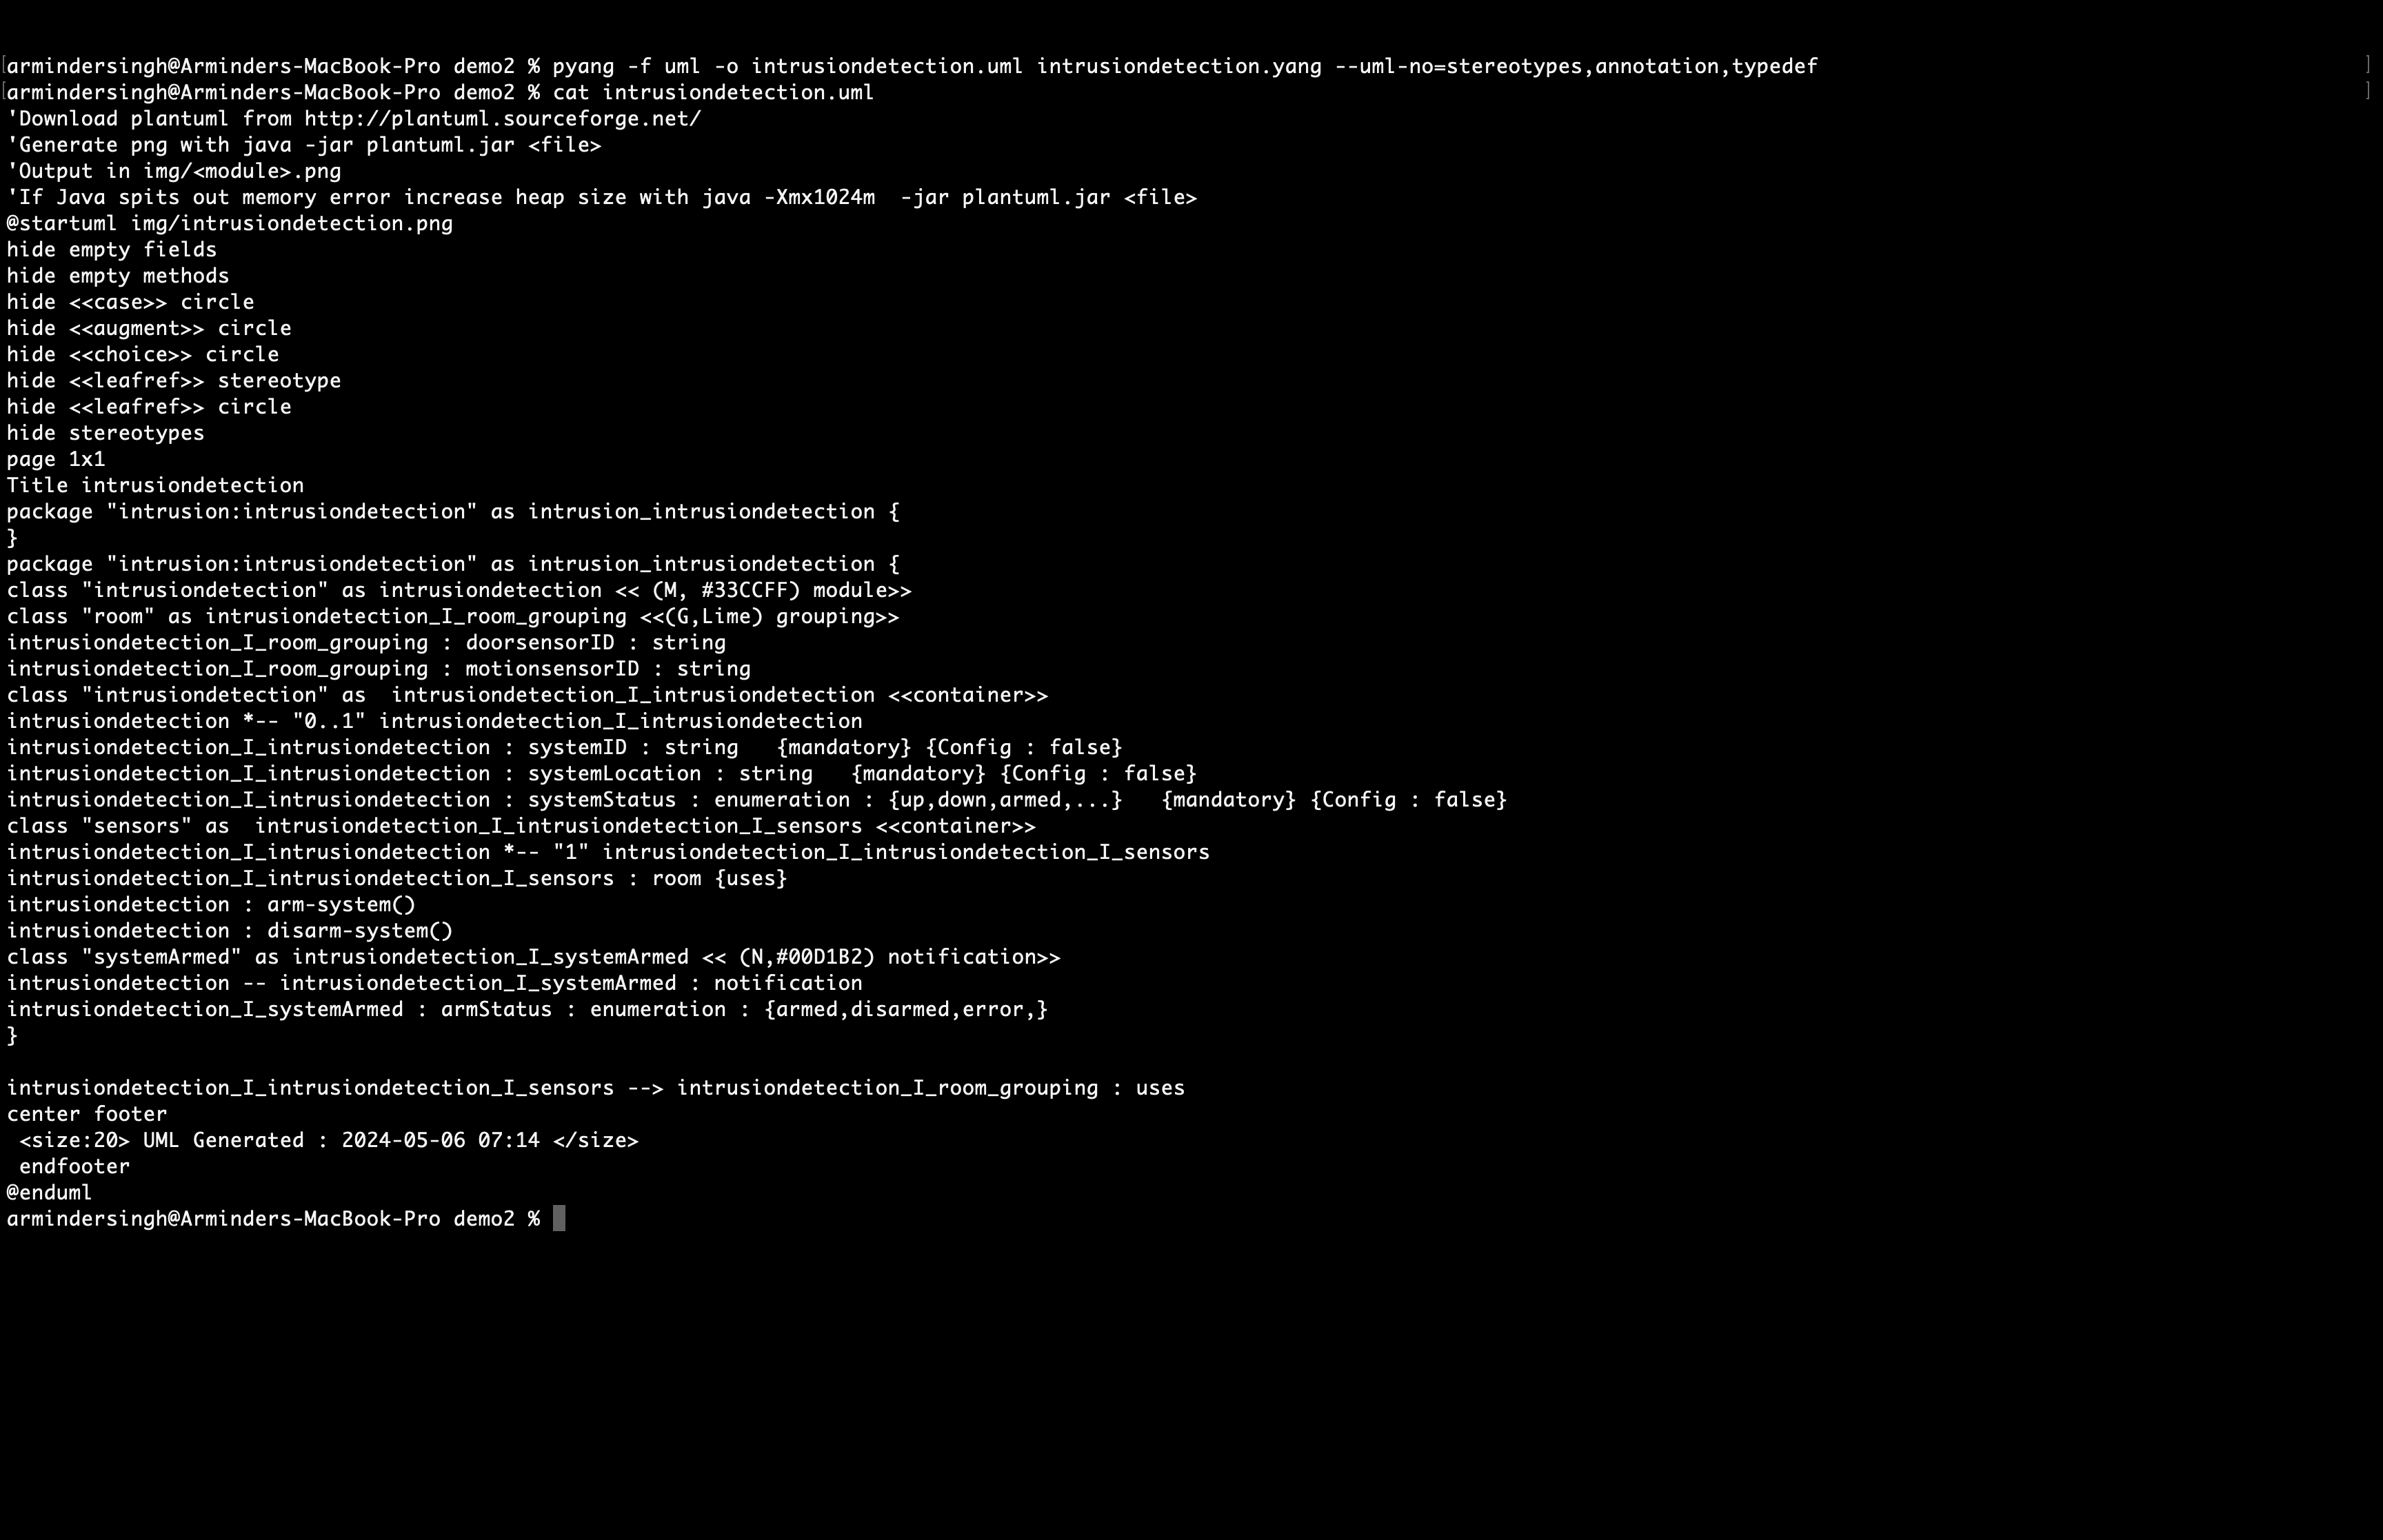 [armindersingh@Arminders-MacBook-Pro demo2 % pyang -f uml -o intrusiondetection.uml intrusiondetection.yang --uml-no=stereotypes,annotation,typedef ]
[armindersingh@Arminders-MacBook-Pro demo2 % cat intrusiondetection.uml ]
'Download plantuml from http://plantuml.sourceforge.net/
'Generate png with java -jar plantuml.jar <file>
'Output in img/<module>.png
'If Java spits out memory error increase heap size with java -Xmx1024m  -jar plantuml.jar <file>
@startuml img/intrusiondetection.png
hide empty fields
hide empty methods
hide <<case>> circle
hide <<augment>> circle
hide <<choice>> circle
hide <<leafref>> stereotype
hide <<leafref>> circle
hide stereotypes
page 1x1
Title intrusiondetection
package "intrusion:intrusiondetection" as intrusion_intrusiondetection {
}
package "intrusion:intrusiondetection" as intrusion_intrusiondetection {
class "intrusiondetection" as intrusiondetection << (M, #33CCFF) module>>
class "room" as intrusiondetection_I_room_grouping <<(G,Lime) grouping>>
intrusiondetection_I_room_grouping : doorsensorID : string
intrusiondetection_I_room_grouping : motionsensorID : string
class "intrusiondetection" as  intrusiondetection_I_intrusiondetection <<container>>
intrusiondetection *-- "0..1" intrusiondetection_I_intrusiondetection
intrusiondetection_I_intrusiondetection : systemID : string   {mandatory} {Config : false}
intrusiondetection_I_intrusiondetection : systemLocation : string   {mandatory} {Config : false}
intrusiondetection_I_intrusiondetection : systemStatus : enumeration : {up,down,armed,...}   {mandatory} {Config : false}
class "sensors" as  intrusiondetection_I_intrusiondetection_I_sensors <<container>>
intrusiondetection_I_intrusiondetection *-- "1" intrusiondetection_I_intrusiondetection_I_sensors
intrusiondetection_I_intrusiondetection_I_sensors : room {uses}
intrusiondetection : arm-system()
intrusiondetection : disarm-system()
class "systemArmed" as intrusiondetection_I_systemArmed << (N,#00D1B2) notification>>
intrusiondetection -- intrusiondetection_I_systemArmed : notification
intrusiondetection_I_systemArmed : armStatus : enumeration : {armed,disarmed,error,}
}
intrusiondetection_I_intrusiondetection_I_sensors --> intrusiondetection_I_room_grouping : uses
center footer
 <size:20> UML Generated : 2024-05-06 07:14 </size>
 endfooter
@enduml
armindersingh@Arminders-MacBook-Pro demo2 %